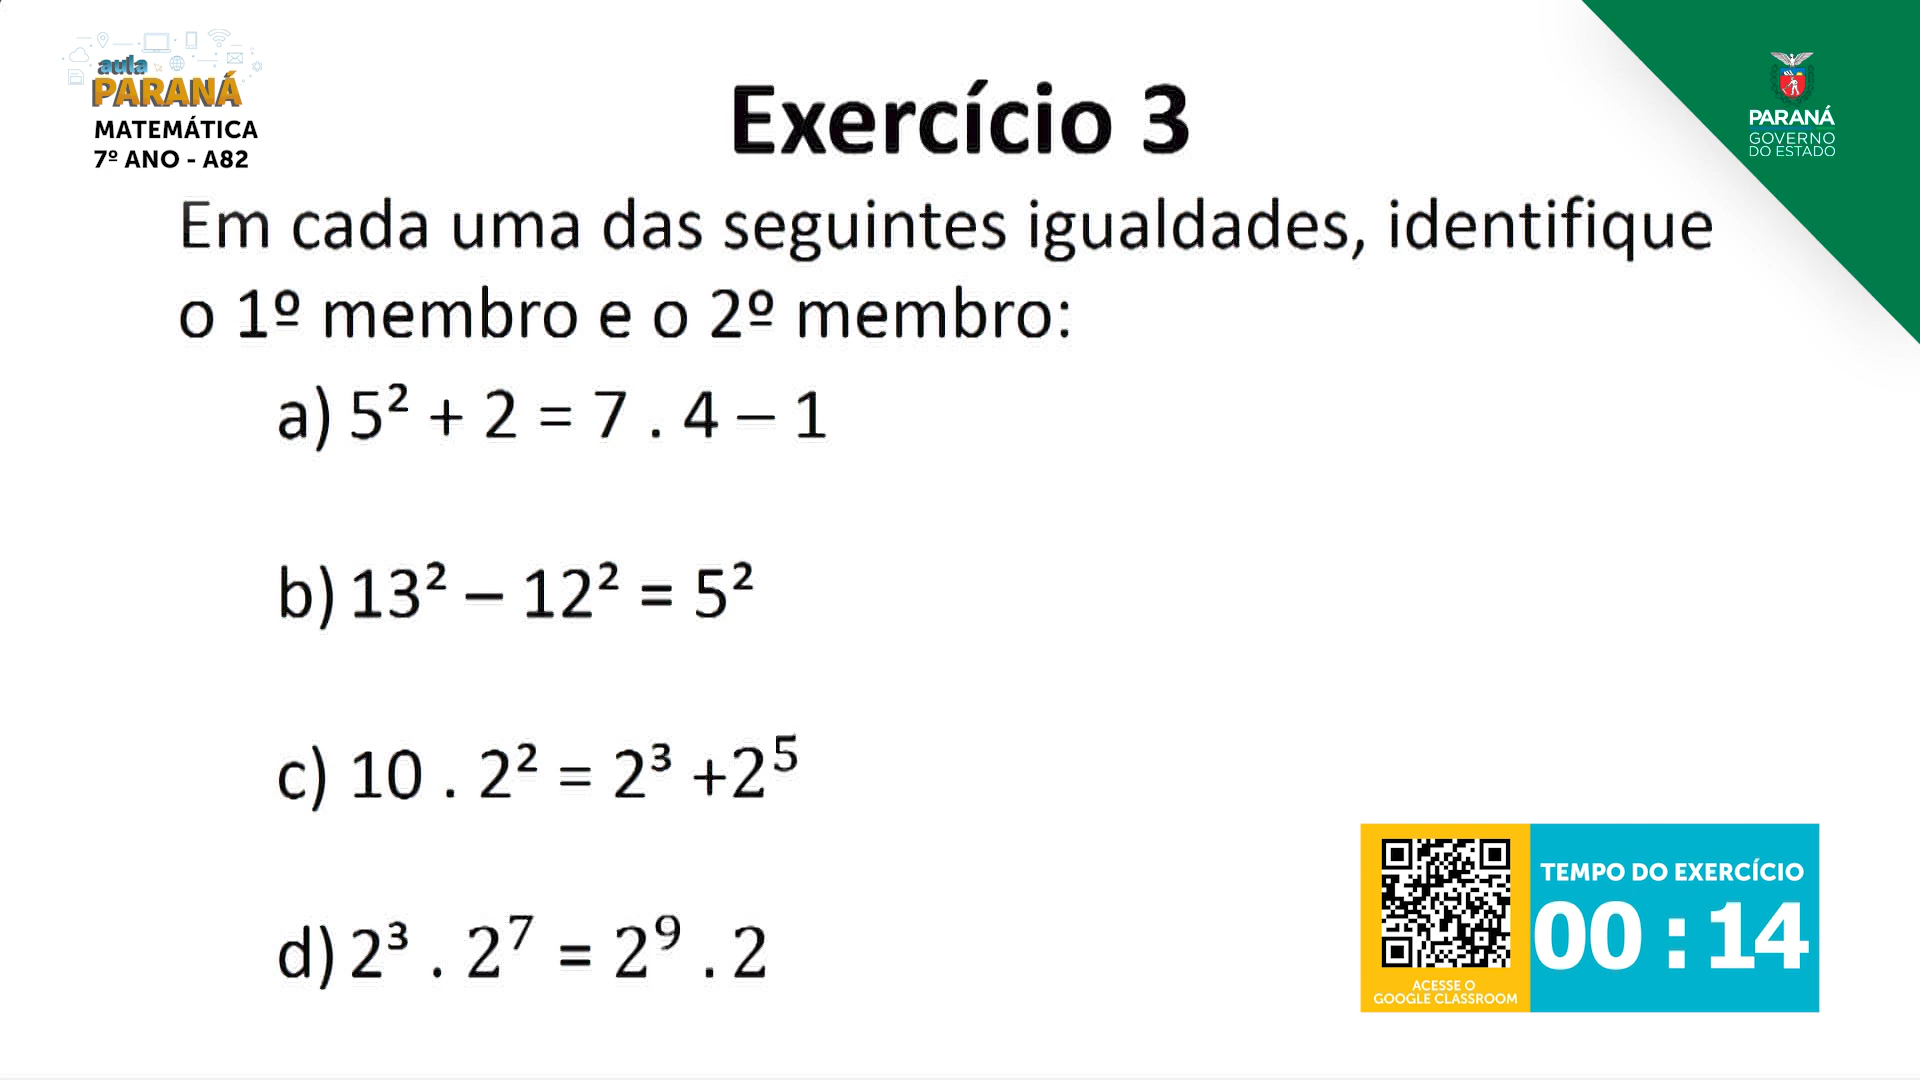 aula
PARANÁ
MATEMÁTICA
7º ANO - A82
PARANÁ
GOVERNO
DO ESTADO
Exercício 3
Em cada uma das seguintes igualdades, identifique
o 1º membro e o 2º membro:
a) 5² + 2 = 7 . 4 – 1
b) 13² – 12² = 5²
c) 10 . 2² = 2³ +2⁵
d) 2³ . 2⁷ = 2⁹ . 2
TEMPO DO EXERCÍCIO
00 : 14
ACESSE O
GOOGLE CLASSROOM